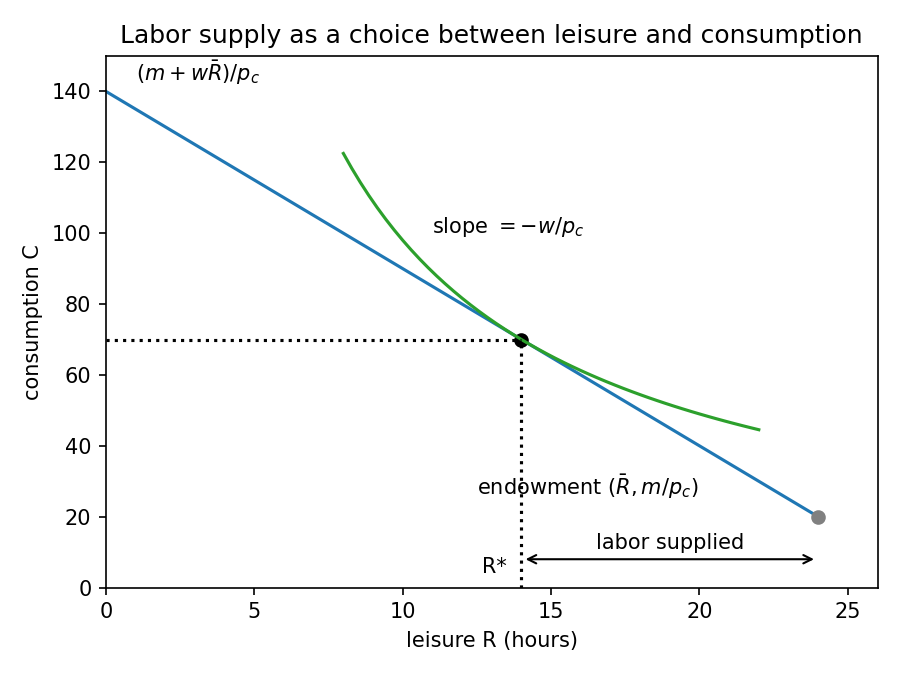 Labor supply as a choice between leisure and consumption
(m + wR̄)/p_c
140
120
100
80
60
40
20
0
consumption C
slope = −w/p_c
endowment (R̄, m/p_c)
labor supplied
R*
0 5 10 15 20 25
leisure R (hours)